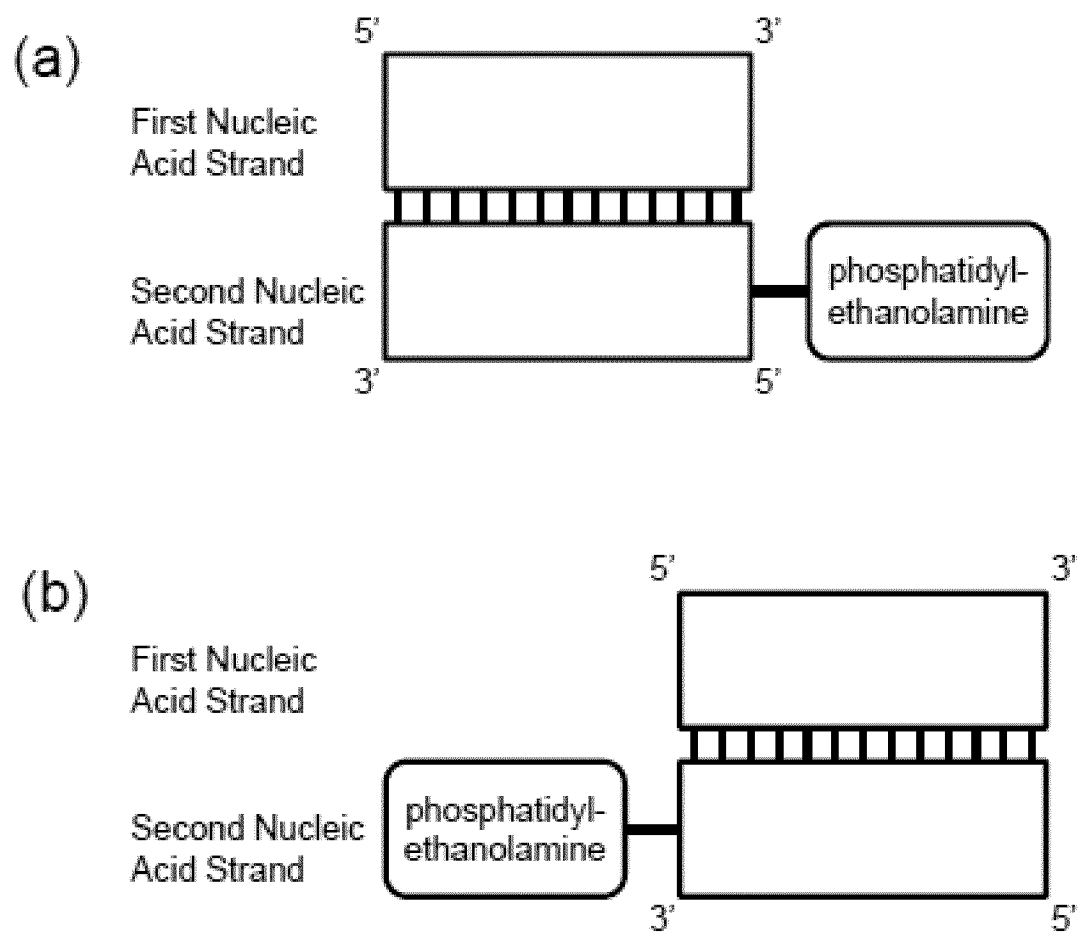 (a)
5’
3’
First Nucleic
Acid Strand
Second Nucleic
Acid Strand
phosphatidyl-
ethanolamine
3’
5’
(b)
5’
3’
First Nucleic
Acid Strand
phosphatidyl-
ethanolamine
Second Nucleic
Acid Strand
3’
5’